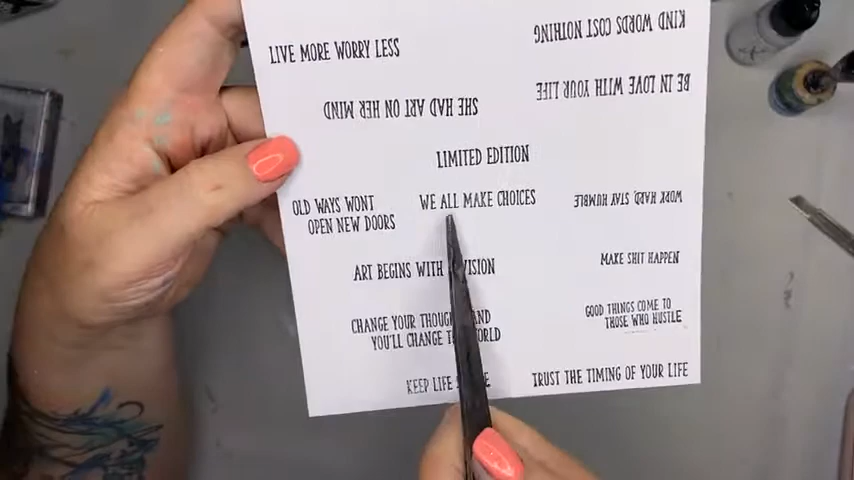 LIVE MORE WORRY LESS
KIND WORDS COST NOTHING
SHE HAD ART ON HER MIND
BE IN LOVE WITH YOUR LIFE
LIMITED EDITION
OLD WAYS WONT
OPEN NEW DOORS
WE ALL MAKE CHOICES
WORK HARD, STAY HUMBLE
ART BEGINS WITH
MAKE SHIT HAPPEN
CHANGE YOUR AND
YOU'LL CHANGE
GOOD THINGS COME TO
THOSE WHO HUSTLE
KEEP LIFE
TRUST THE TIMING OF YOUR LIFE